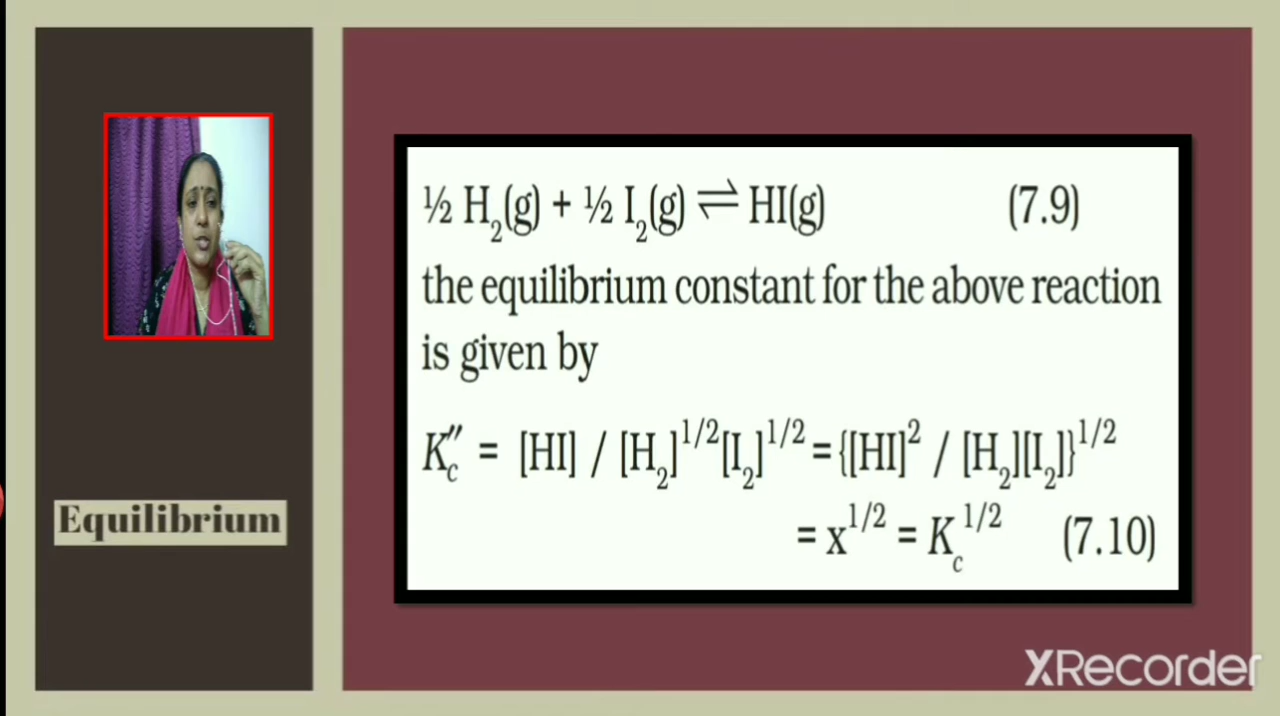 Equilibrium
½ H₂(g) + ½ I₂(g) ⇌ HI(g) (7.9)
the equilibrium constant for the above reaction
is given by
K″c = [HI] / [H₂]^1/2[I₂]^1/2 = {[HI]² / [H₂][I₂]}^1/2
= x^1/2 = Kc^1/2 (7.10)
XRecorder